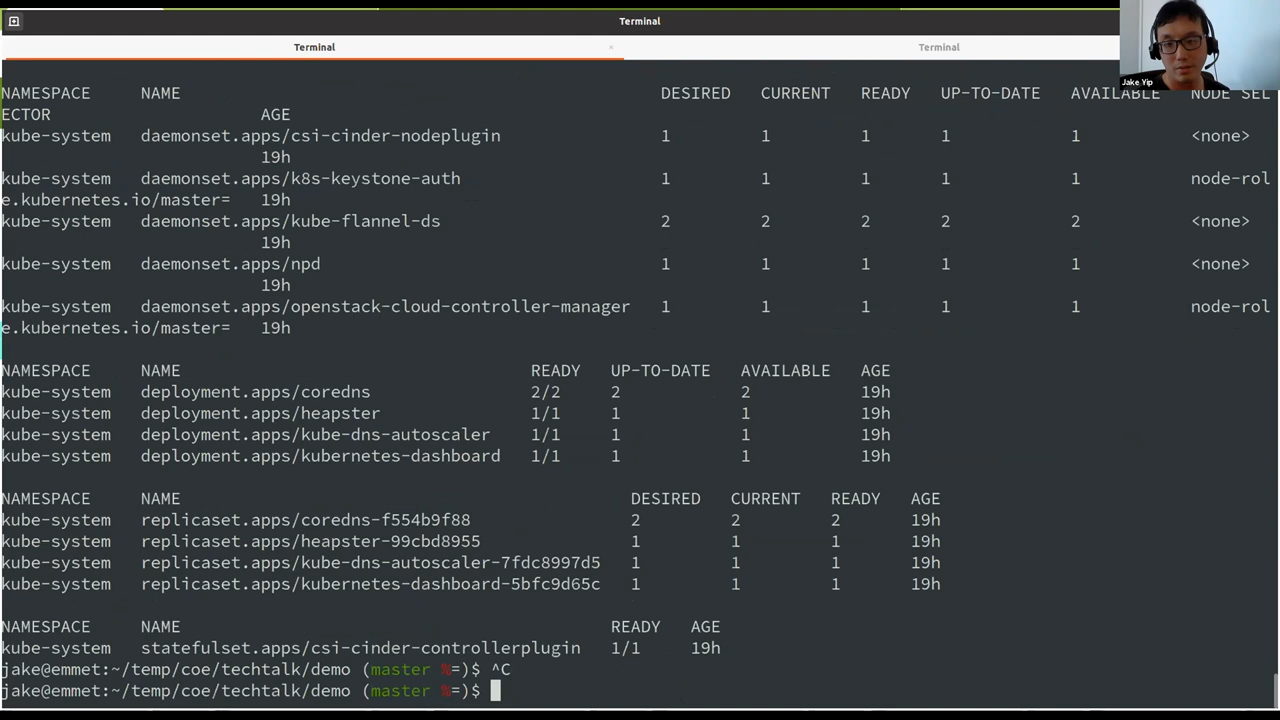 Terminal
Terminal × Terminal
Jake Yip
NAMESPACE NAME DESIRED CURRENT READY UP-TO-DATE AVAILABLE NODE SEL
ECTOR AGE
kube-system daemonset.apps/csi-cinder-nodeplugin 1 1 1 1 1 <none>
19h
kube-system daemonset.apps/k8s-keystone-auth 1 1 1 1 1 node-rol
e.kubernetes.io/master= 19h
kube-system daemonset.apps/kube-flannel-ds 2 2 2 2 2 <none>
19h
kube-system daemonset.apps/npd 1 1 1 1 1 <none>
19h
kube-system daemonset.apps/openstack-cloud-controller-manager 1 1 1 1 1 node-rol
e.kubernetes.io/master= 19h
NAMESPACE NAME READY UP-TO-DATE AVAILABLE AGE
kube-system deployment.apps/coredns 2/2 2 2 19h
kube-system deployment.apps/heapster 1/1 1 1 19h
kube-system deployment.apps/kube-dns-autoscaler 1/1 1 1 19h
kube-system deployment.apps/kubernetes-dashboard 1/1 1 1 19h
NAMESPACE NAME DESIRED CURRENT READY AGE
kube-system replicaset.apps/coredns-f554b9f88 2 2 2 19h
kube-system replicaset.apps/heapster-99cbd8955 1 1 1 19h
kube-system replicaset.apps/kube-dns-autoscaler-7fdc8997d5 1 1 1 19h
kube-system replicaset.apps/kubernetes-dashboard-5bfc9d65c 1 1 1 19h
NAMESPACE NAME READY AGE
kube-system statefulset.apps/csi-cinder-controllerplugin 1/1 19h
jake@emmet:~/temp/coe/techtalk/demo (master %=)$ ^C
jake@emmet:~/temp/coe/techtalk/demo (master %=)$